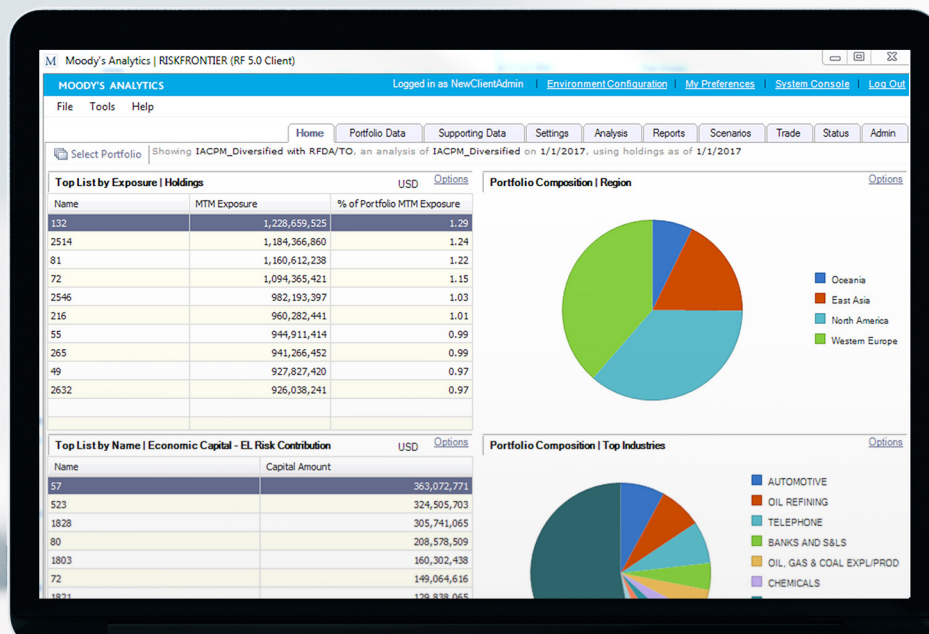 M Moody's Analytics | RISKFRONTIER (RF 5.0 Client)
MOODY'S ANALYTICS Logged in as NewClientAdmin | Environment Configuration | My Preferences | System Console | Log Out
File Tools Help
Home Portfolio Data Supporting Data Settings Analysis Reports Scenarios Trade Status Admin
Select Portfolio Showing IACPM_Diversified with RFDA/TO, an analysis of IACPM_Diversified on 1/1/2017, using holdings as of 1/1/2017
Top List by Exposure | Holdings USD Options
Name MTM Exposure % of Portfolio MTM Exposure
132 1,228,659,525 1.29
2514 1,184,366,860 1.24
81 1,160,612,238 1.22
72 1,094,365,421 1.15
2546 982,193,397 1.03
216 960,282,441 1.01
55 944,911,414 0.99
265 941,266,452 0.99
49 927,827,420 0.97
2632 926,038,241 0.97
Portfolio Composition | Region Options
Oceania
East Asia
North America
Western Europe
Top List by Name | Economic Capital - EL Risk Contribution USD Options
Name Capital Amount
57 363,072,771
523 324,505,703
1828 305,741,065
80 208,578,509
1803 160,302,438
72 149,064,616
1821 129,838,065
Portfolio Composition | Top Industries Options
AUTOMOTIVE
OIL REFINING
TELEPHONE
BANKS AND S&LS
OIL, GAS & COAL EXPL/PROD
CHEMICALS